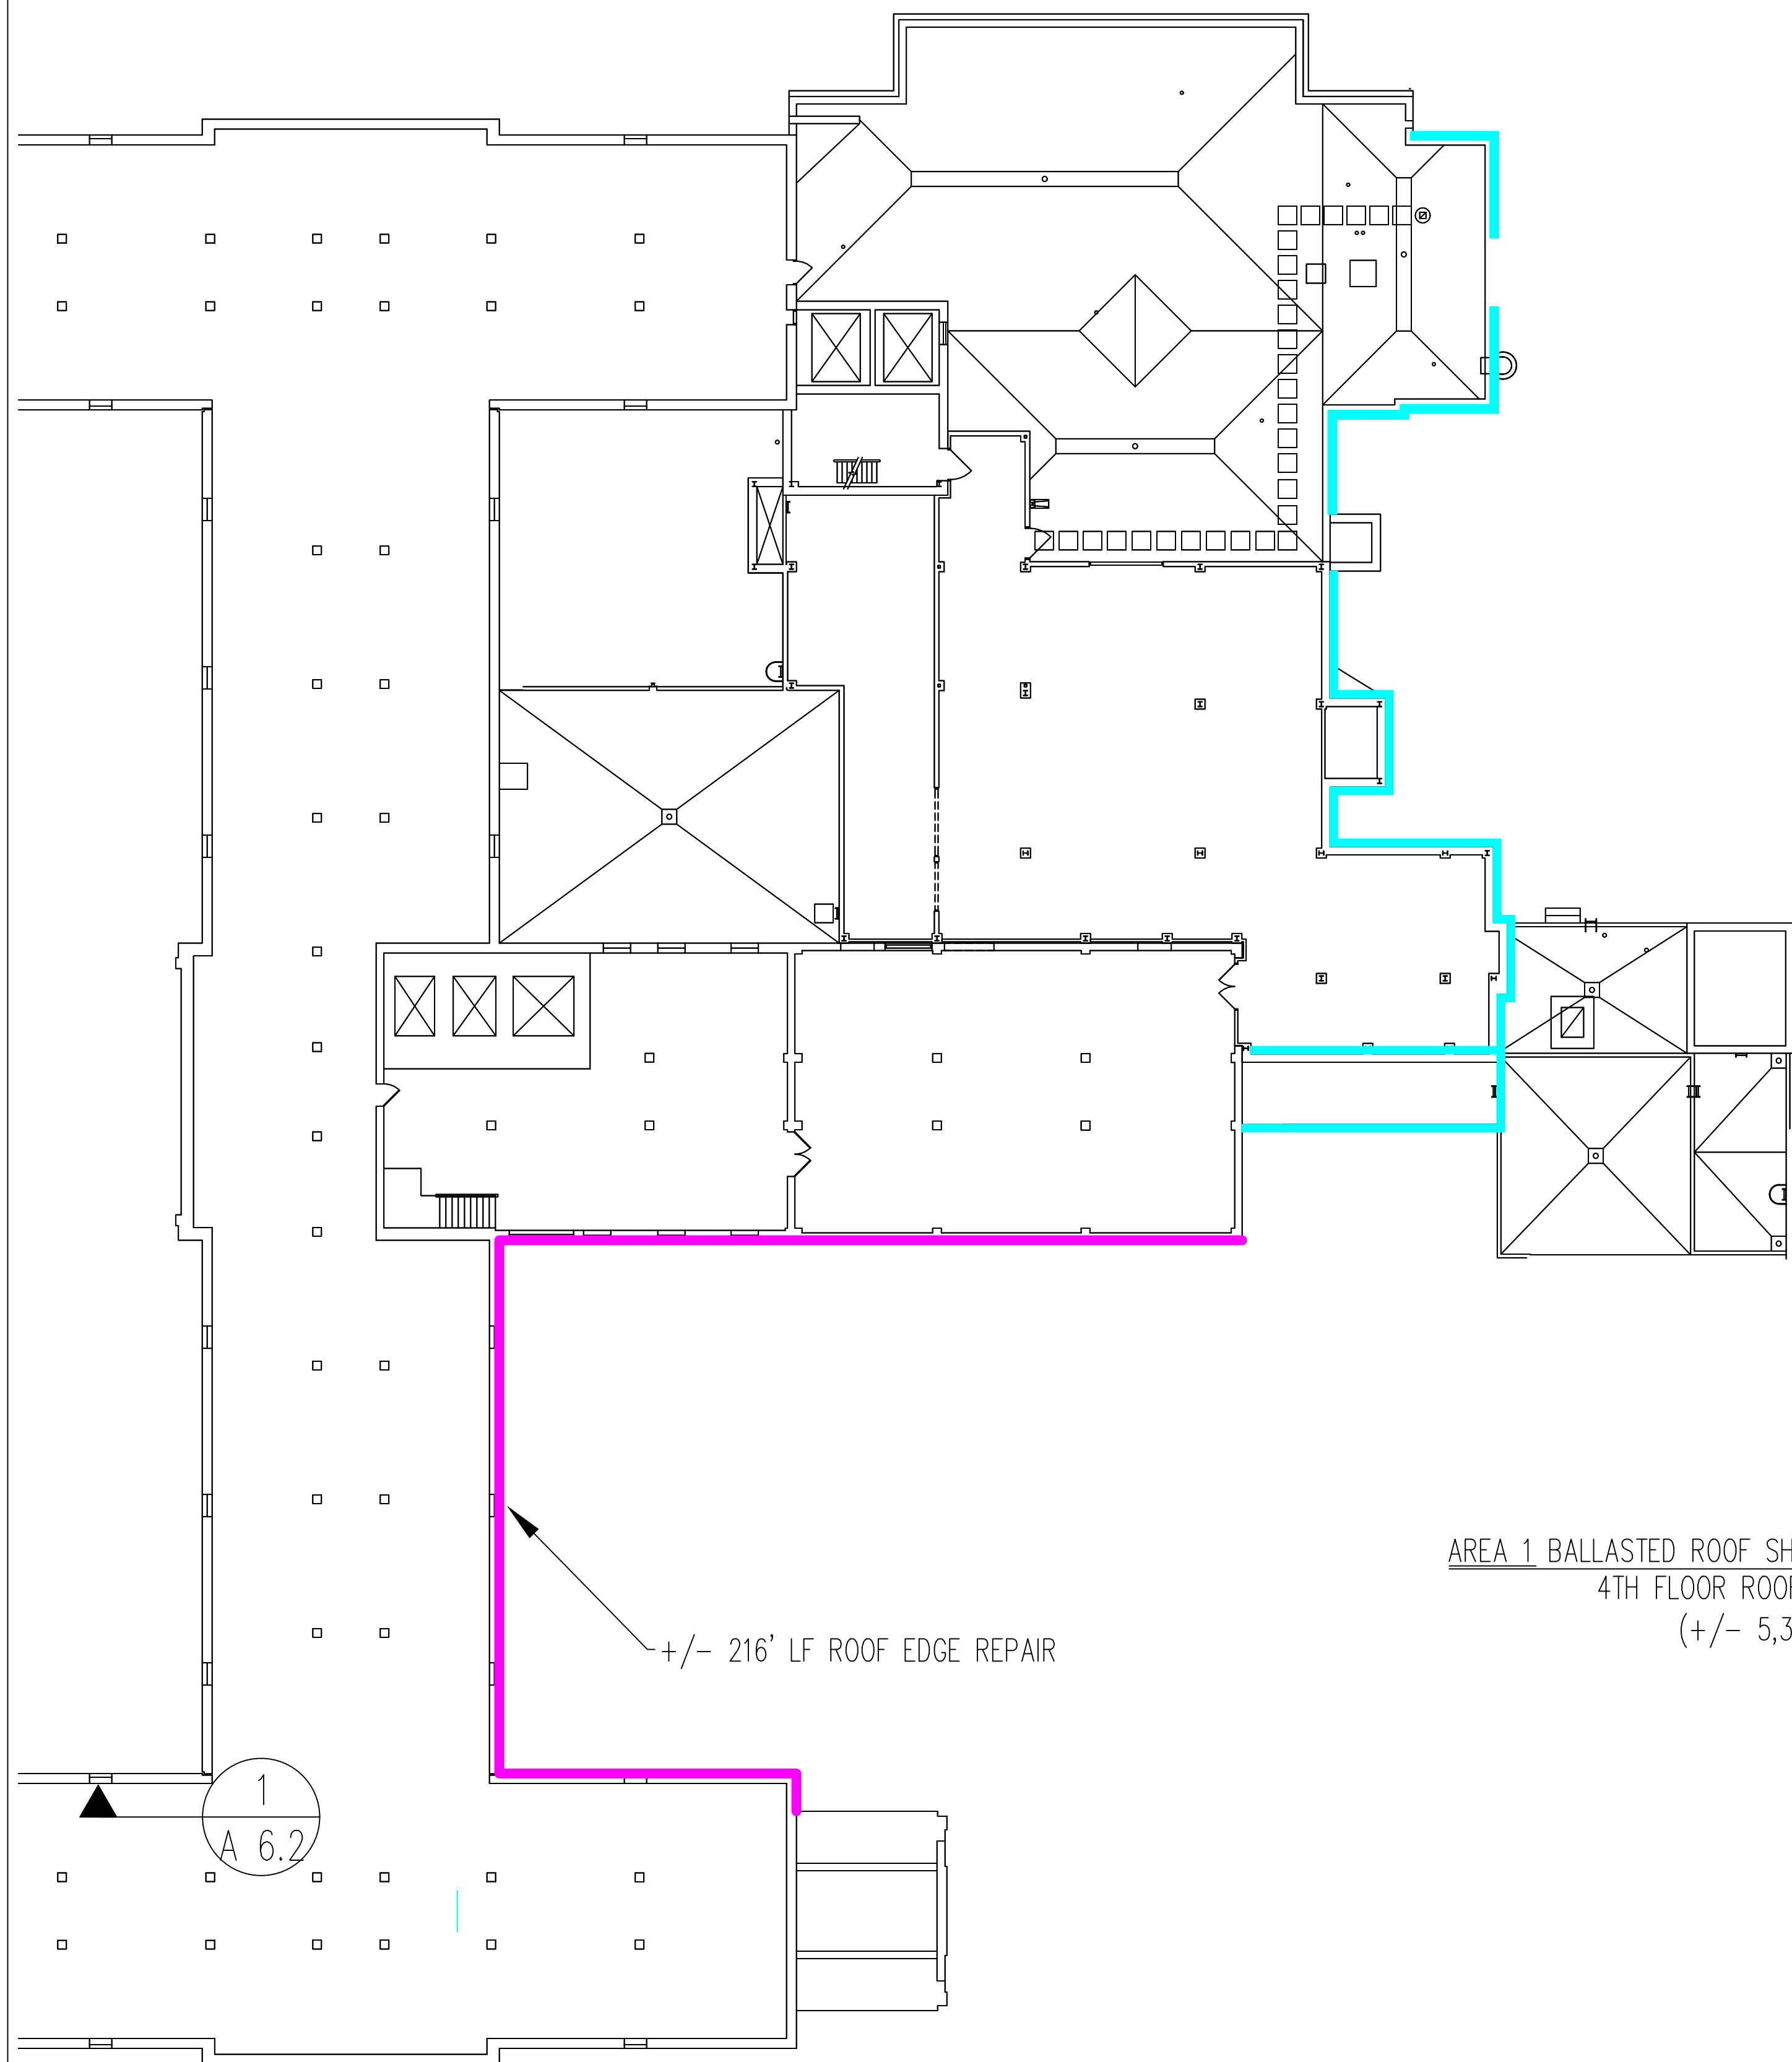 AREA 1 BALLASTED ROOF SH
4TH FLOOR ROOF
(+/- 5,3
+/- 216' LF ROOF EDGE REPAIR
1
A 6.2